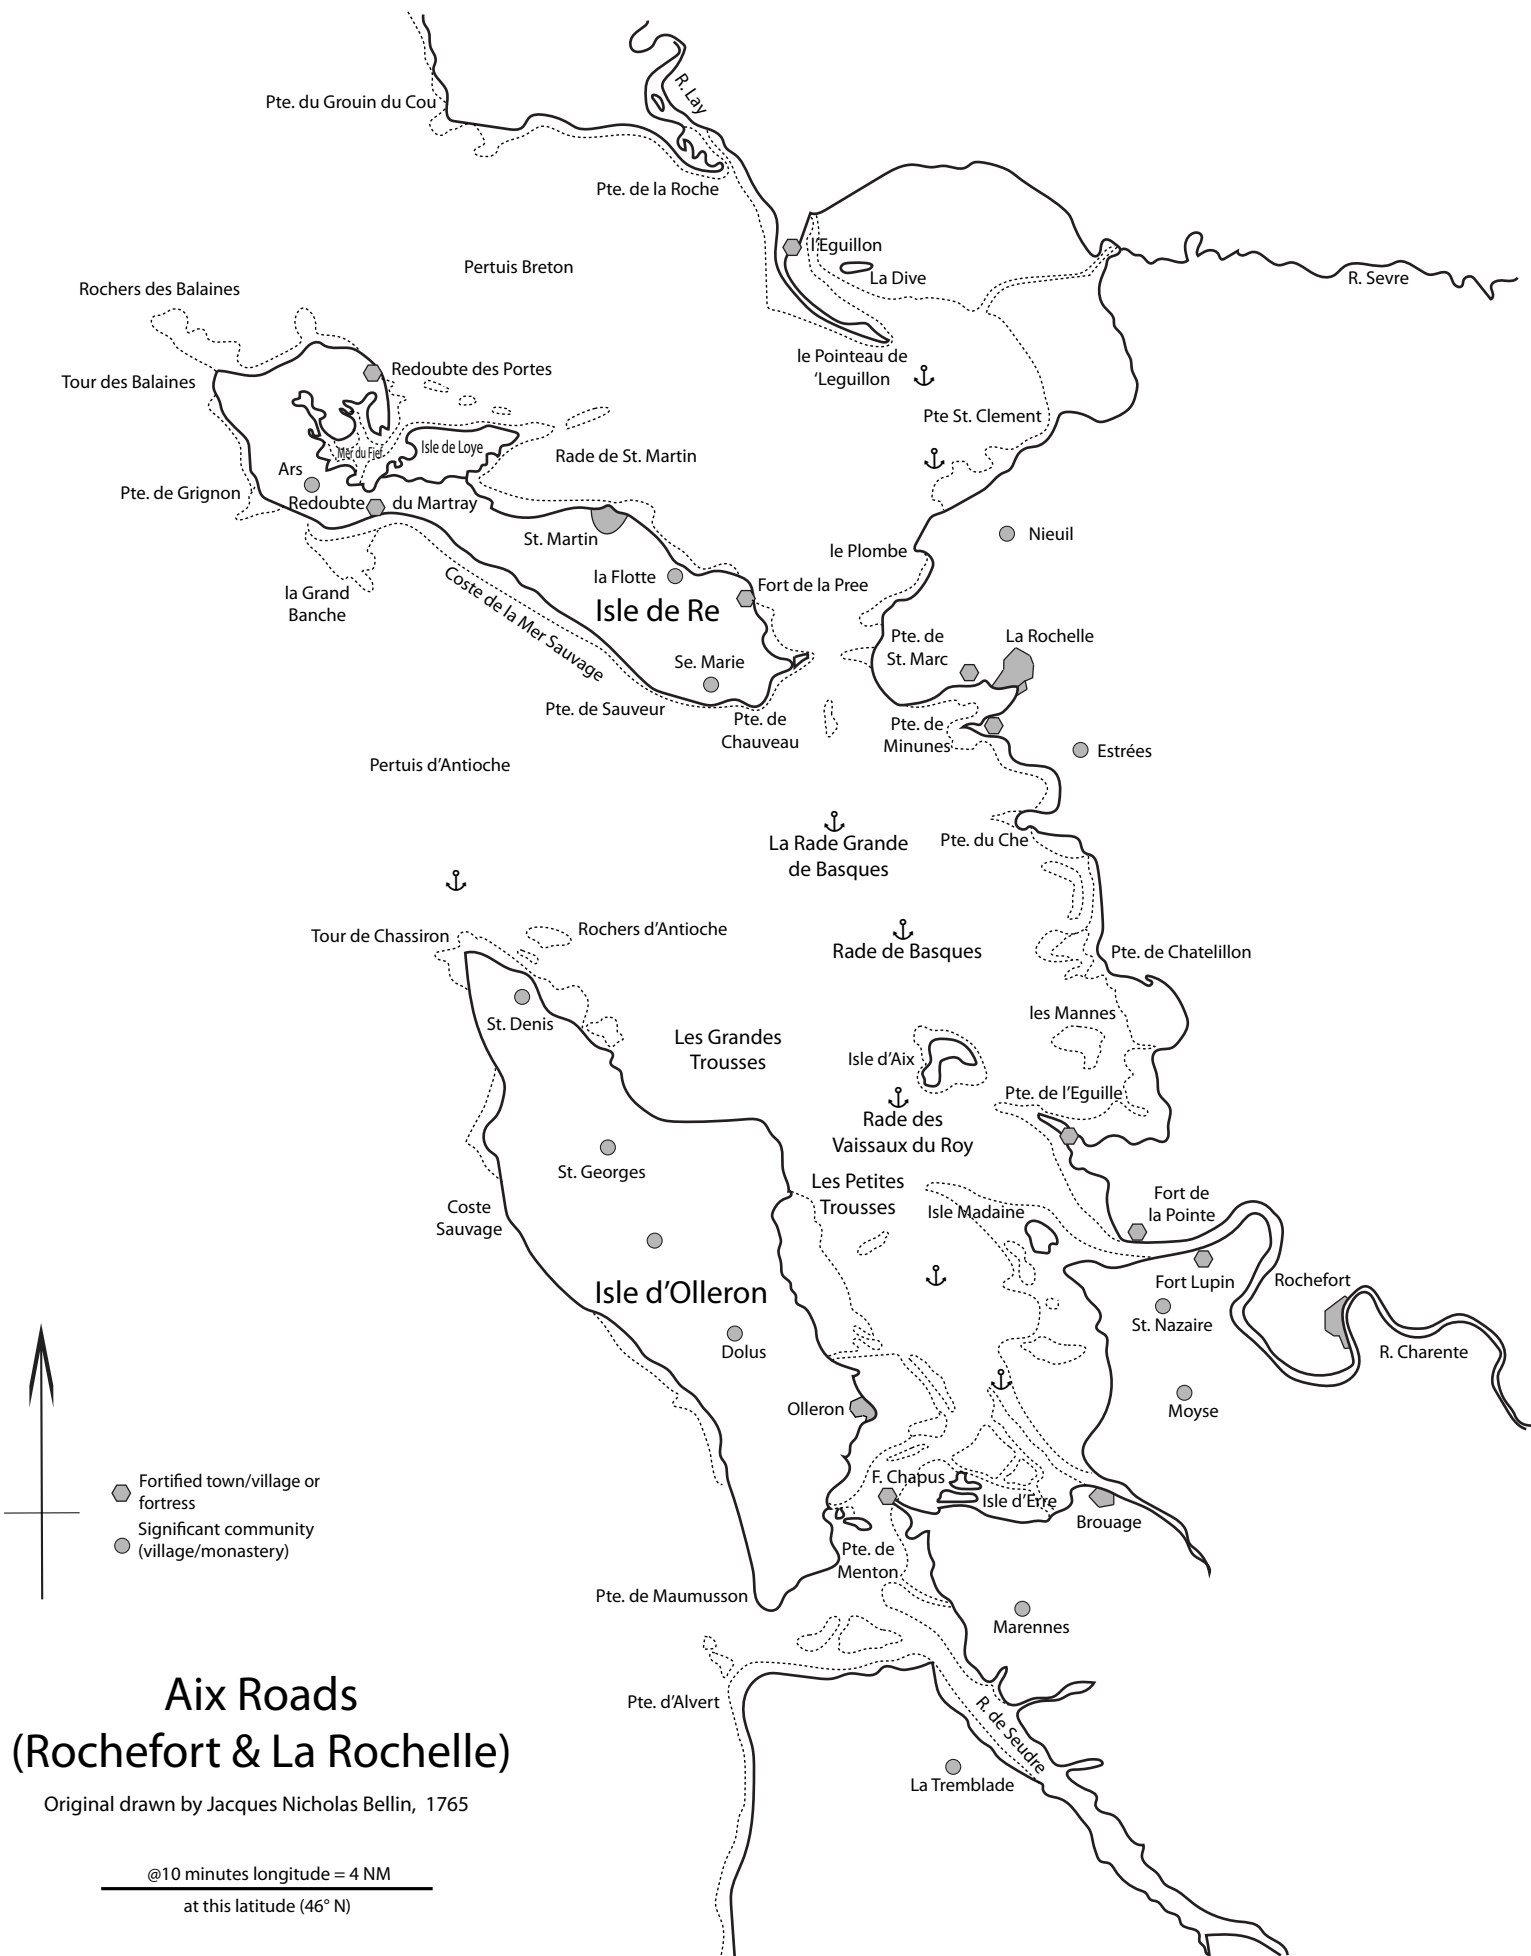 Pte. du Grouin du Cou
R. Lay
Pte. de la Roche
l'Eguillon
Pertuis Breton
La Dive
R. Sevre
Rochers des Balaines
le Pointeau de
‘Leguillon
Redoubte des Portes
Tour des Balaines
Pte St. Clement
Isle de Loye
Mer du Fief
Rade de St. Martin
Ars
Pte. de Grignon
Redoubte du Martray
St. Martin
Nieuil
le Plombe
la Flotte
Fort de la Pree
la Grand
Banche
Coste de la Mer Sauvage
Isle de Re
Pte. de
St. Marc
La Rochelle
Se. Marie
Pte. de Sauveur
Pte. de
Chauveau
Pte. de
Minunes
Estrées
Pertuis d’Antioche
La Rade Grande
de Basques
Pte. du Che
Tour de Chassiron
Rochers d’Antioche
Rade de Basques
Pte. de Chatelillon
St. Denis
les Mannes
Les Grandes
Trousses
Isle d’Aix
Pte. de l’Eguille
Rade des
Vaissaux du Roy
St. Georges
Les Petites
Trousses
Coste
Sauvage
Isle Madaine
Fort de
la Pointe
Isle d’Olleron
Fort Lupin
Rochefort
St. Nazaire
Dolus
R. Charente
Olleron
Moyse
F. Chapus
Isle d’Erre
Brouage
Fortified town/village or
fortress
Significant community
(village/monastery)
Pte. de
Menton
Pte. de Maumusson
Marennes
Aix Roads
(Rochefort & La Rochelle)
Pte. d’Alvert
R. de Seudre
La Tremblade
Original drawn by Jacques Nicholas Bellin, 1765
@10 minutes longitude = 4 NM
at this latitude (46° N)